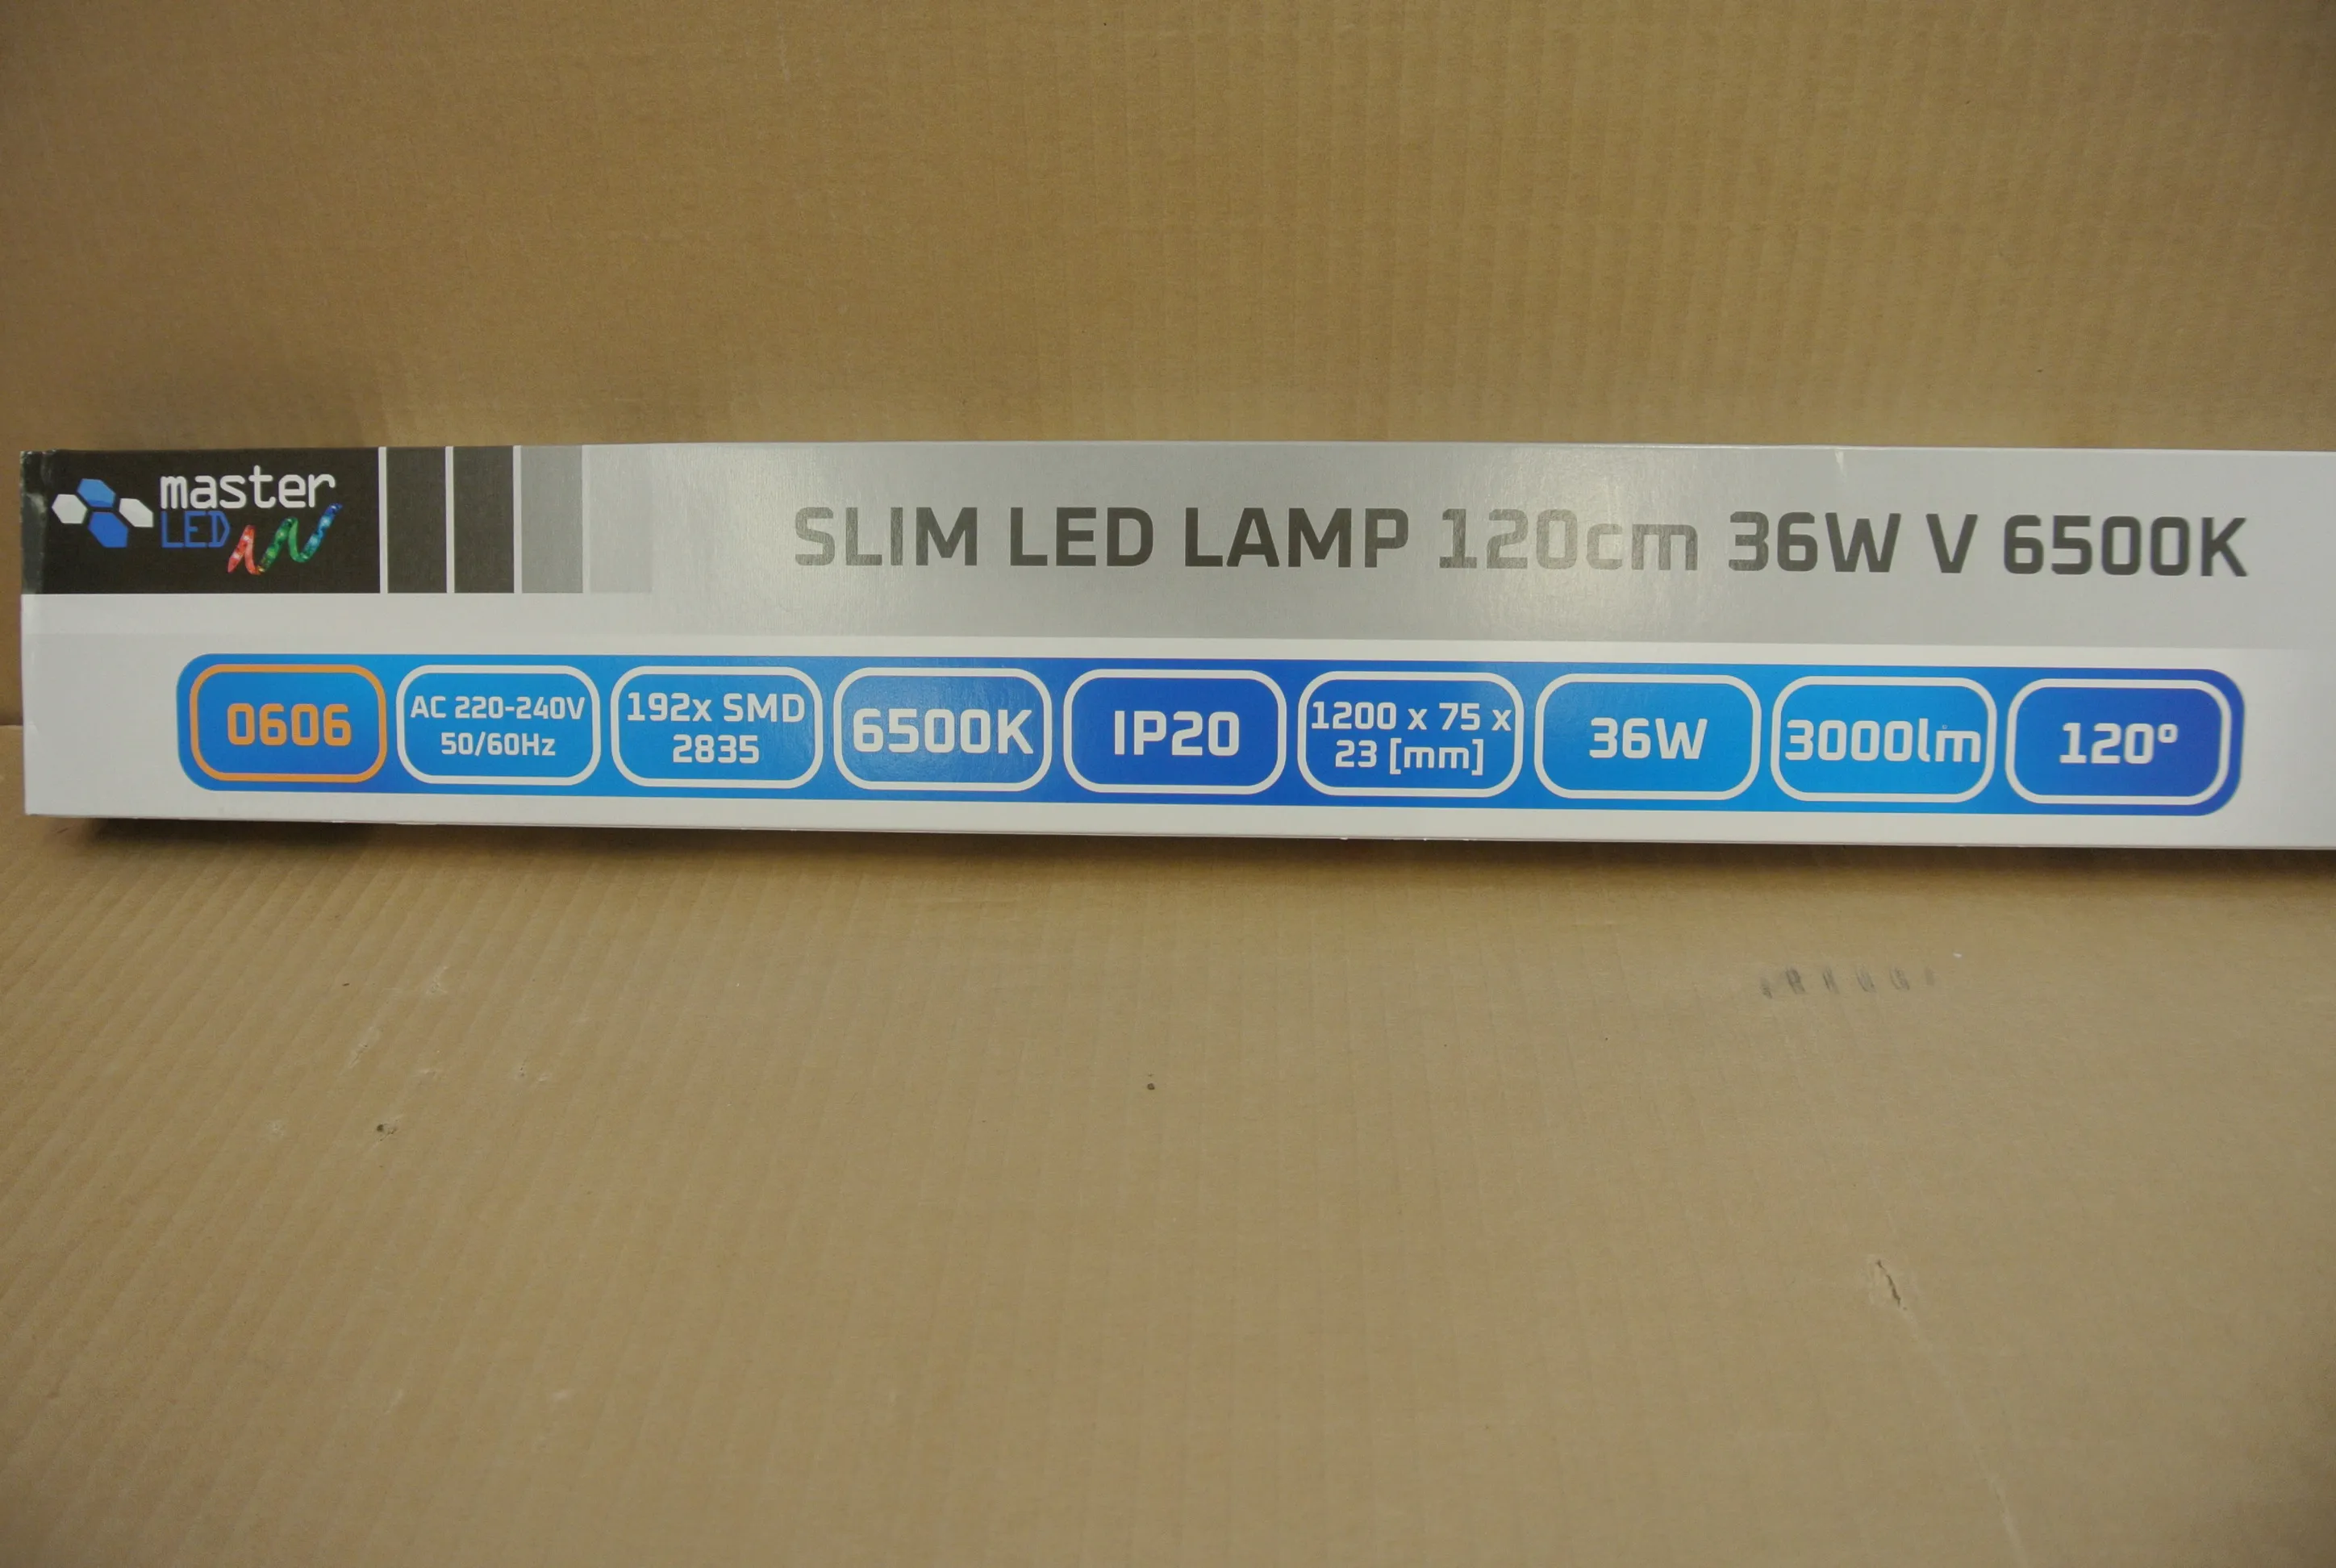 master
LED
SLIM LED LAMP 120cm 36W V 6500K
0606
AC 220-240V
50/60Hz
192x SMD
2835
6500K
IP20
1200 x 75 x
23 [mm]
36W
3000lm
120°